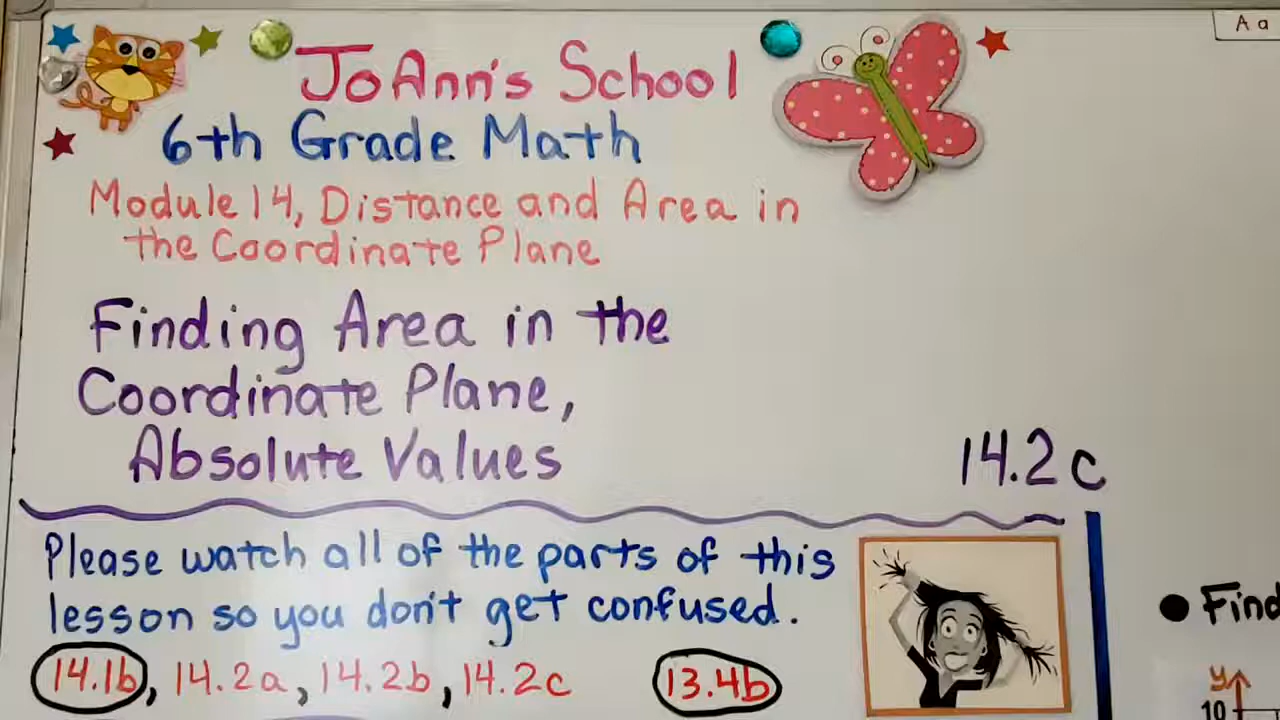 JoAnn's School
6th Grade Math
Module 14, Distance and Area in
the Coordinate Plane
Finding Area in the
Coordinate Plane,
Absolute Values
14.2c
Please watch all of the parts of this
lesson so you don't get confused.
14.1b, 14.2a, 14.2b, 14.2c 13.4b
Aa
• Find
y
10